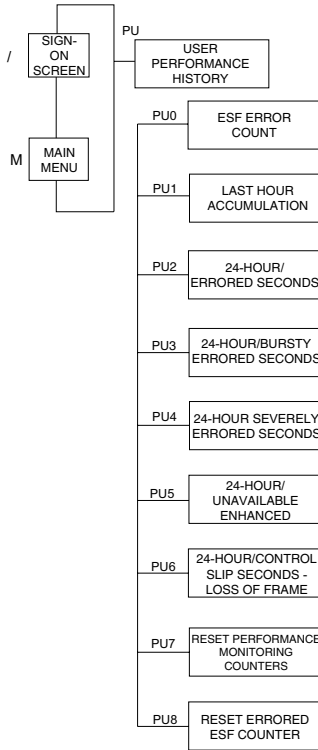 /
SIGN-
ON
SCREEN
PU
USER
PERFORMANCE
HISTORY
M
MAIN
MENU
PU0
ESF ERROR
COUNT
PU1
LAST HOUR
ACCUMULATION
PU2
24-HOUR/
ERRORED SECONDS
PU3
24-HOUR/BURSTY
ERRORED SECONDS
PU4
24-HOUR SEVERELY
ERRORED SECONDS
PU5
24-HOUR/
UNAVAILABLE
ENHANCED
PU6
24-HOUR/CONTROL
SLIP SECONDS -
LOSS OF FRAME
PU7
RESET PERFORMANCE
MONITORING
COUNTERS
PU8
RESET ERRORED
ESF COUNTER